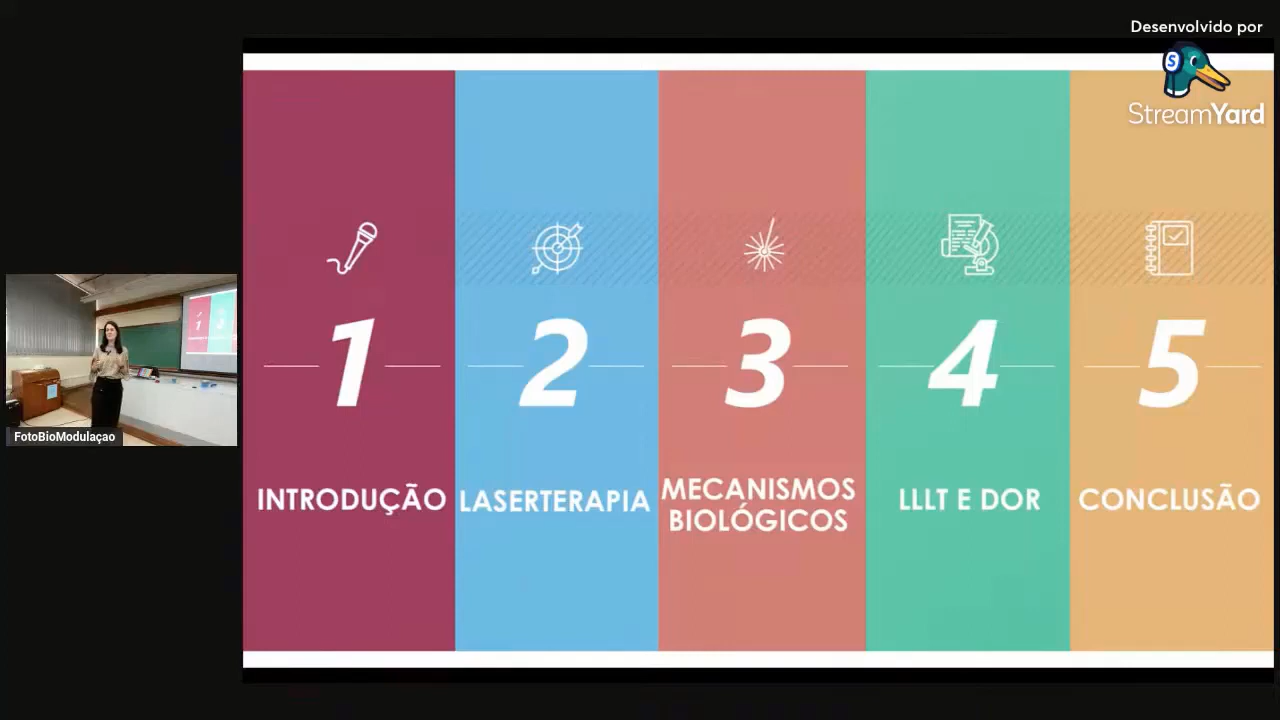 Desenvolvido por
StreamYard
1
2
3
4
5
INTRODUÇÃO
LASERTERAPIA
MECANISMOS
BIOLÓGICOS
LLLT E DOR
CONCLUSÃO
FotoBioModulaçao